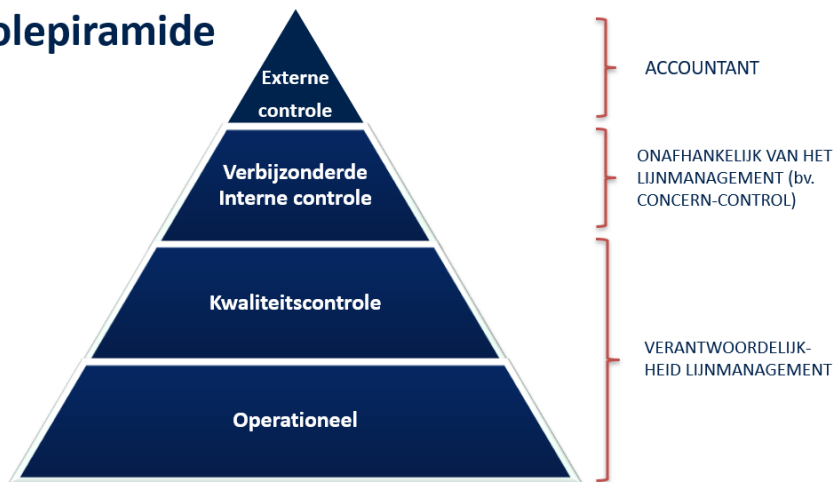 olepiramide
Externe
controle
ACCOUNTANT
Verbijzonderde
Interne controle
ONAFHANKELIJK VAN HET
LIJNMANAGEMENT (bv.
CONCERN-CONTROL)
Kwaliteitscontrole
VERANTWOORDELIJK-
HEID LIJNMANAGEMENT
Operationeel